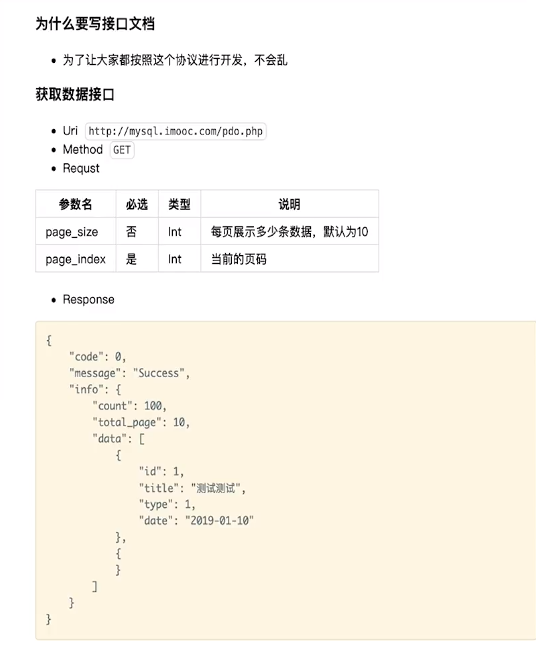 为什么要写接口文档
为了让大家都按照这个协议进行开发，不会乱
获取数据接口
Uri http://mysql.imooc.com/pdo.php
Method GET
Requst
参数名 必选 类型 说明
page_size 否 Int 每页展示多少条数据，默认为10
page_index 是 Int 当前的页码
Response
{
"code": 0,
"message": "Success",
"info": {
"count": 100,
"total_page": 10,
"data": [
{
"id": 1,
"title": "测试测试",
"type": 1,
"date": "2019-01-10"
},
{
}
]
}
}